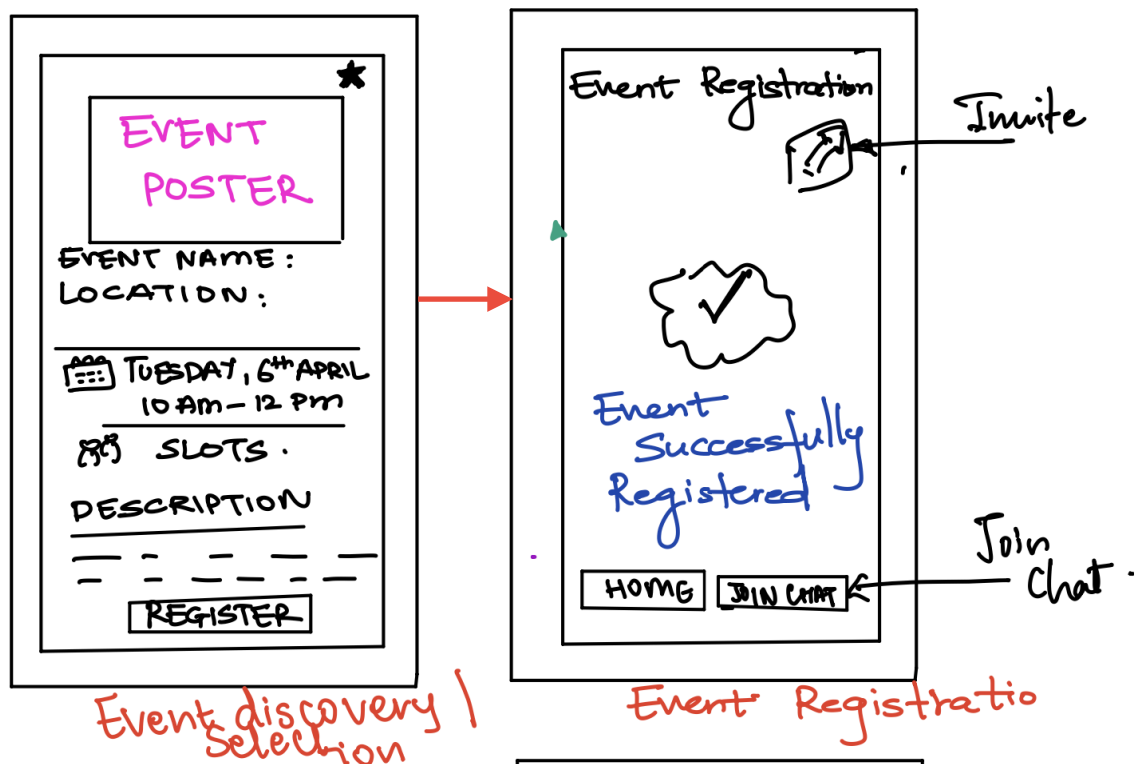 EVENT
POSTER
EVENT NAME:
LOCATION:
TUESDAY, 6th APRIL
10 AM - 12 PM
SLOTS.
DESCRIPTION
REGISTER
Event discovery /
Selection
Event Registration
Invite
Event
Successfully
Registered
HOME
JOIN CHAT
Join
Chat.
Event Registratio